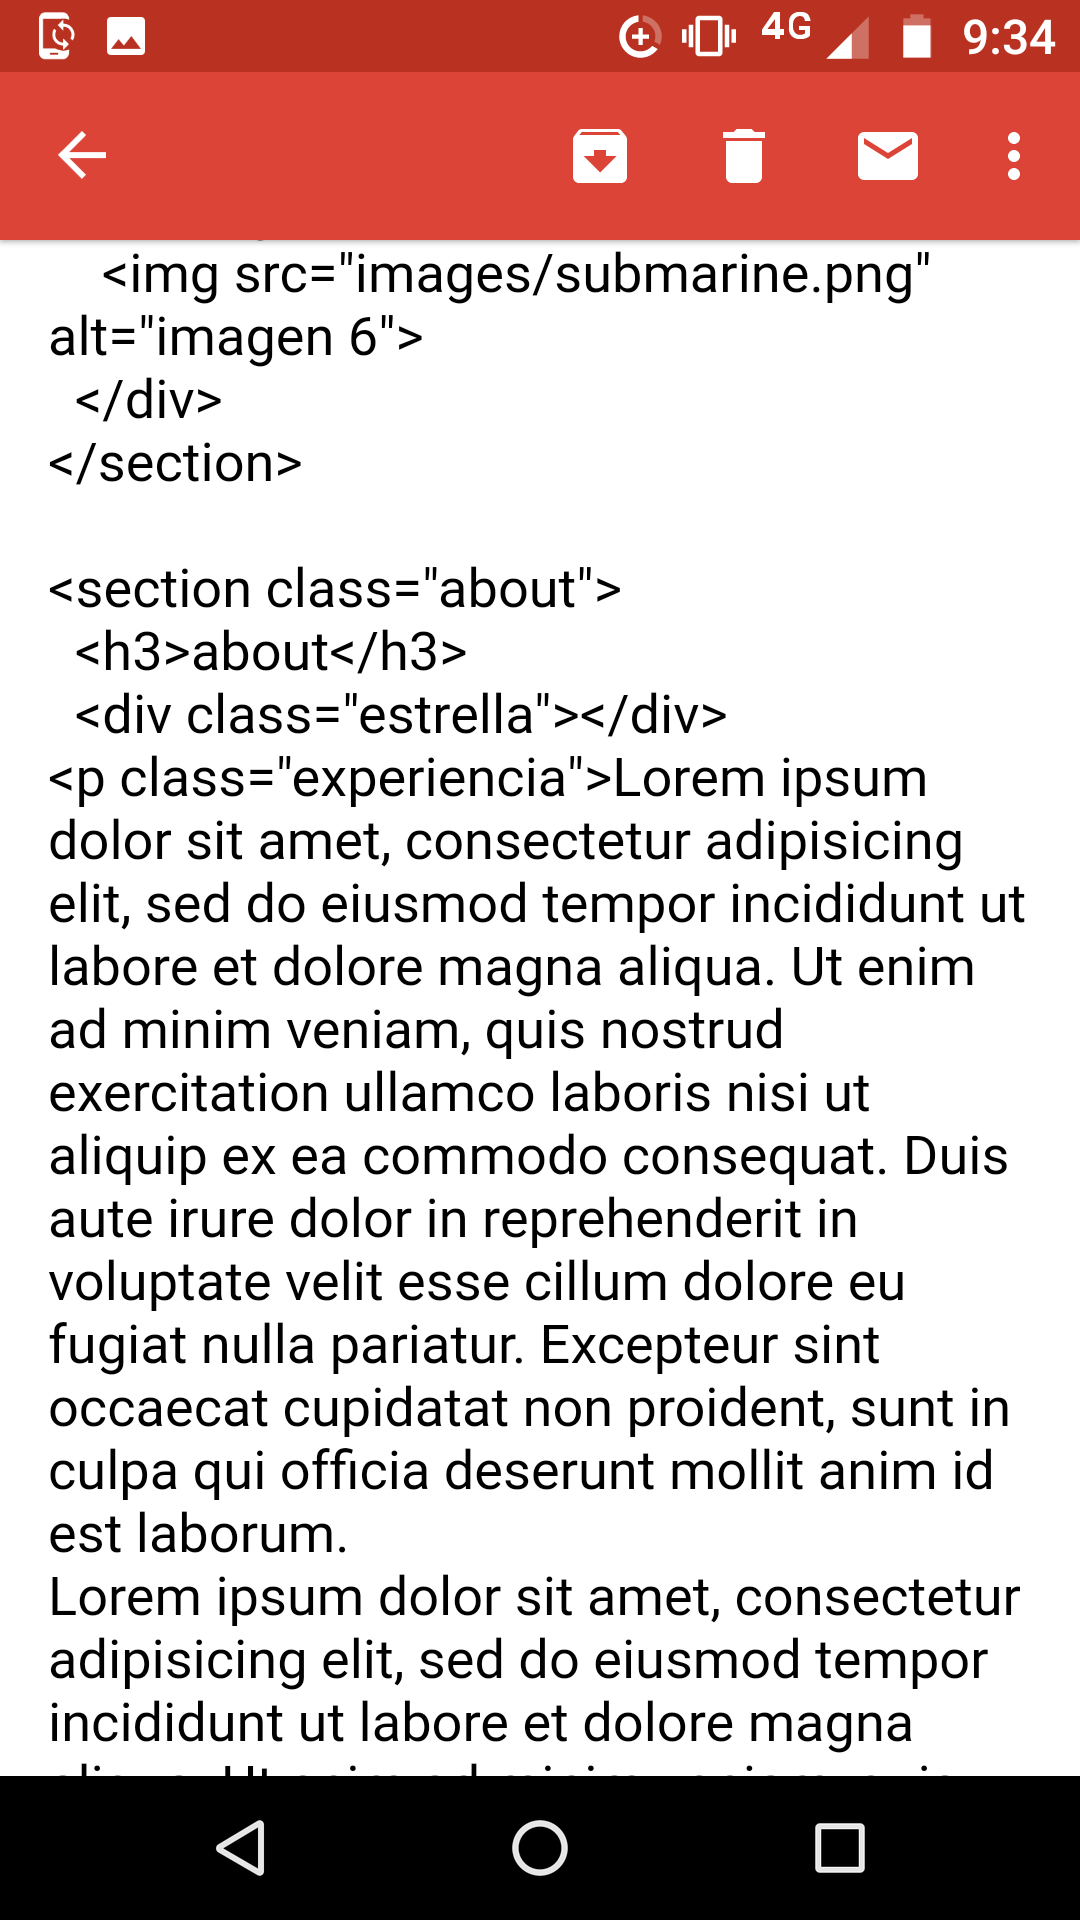 4G 9:34
<img src="images/submarine.png"
alt="imagen 6">
</div>
</section>
<section class="about">
<h3>about</h3>
<div class="estrella"></div>
<p class="experiencia">Lorem ipsum
dolor sit amet, consectetur adipisicing
elit, sed do eiusmod tempor incididunt ut
labore et dolore magna aliqua. Ut enim
ad minim veniam, quis nostrud
exercitation ullamco laboris nisi ut
aliquip ex ea commodo consequat. Duis
aute irure dolor in reprehenderit in
voluptate velit esse cillum dolore eu
fugiat nulla pariatur. Excepteur sint
occaecat cupidatat non proident, sunt in
culpa qui officia deserunt mollit anim id
est laborum.
Lorem ipsum dolor sit amet, consectetur
adipisicing elit, sed do eiusmod tempor
incididunt ut labore et dolore magna